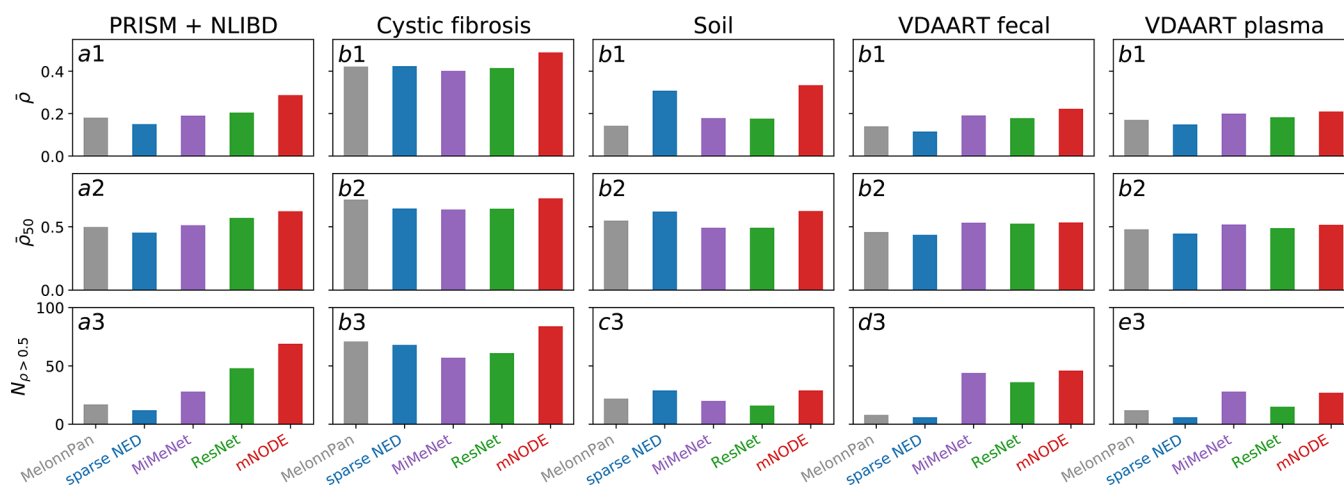 PRISM + NLIBD Cystic fibrosis Soil VDAART fecal VDAART plasma
ρ̄ 0.4 0.2 0.0 a1 b1 b1 b1 b1
ρ̄50 0.5 0.0 a2 b2 b2 b2 b2
Nρ > 0.5 100 50 0 a3 b3 c3 d3 e3
MelonnPan sparse NED MiMeNet ResNet mNODE MelonnPan sparse NED MiMeNet ResNet mNODE MelonnPan sparse NED MiMeNet ResNet mNODE MelonnPan sparse NED MiMeNet ResNet mNODE MelonnPan sparse NED MiMeNet ResNet mNODE